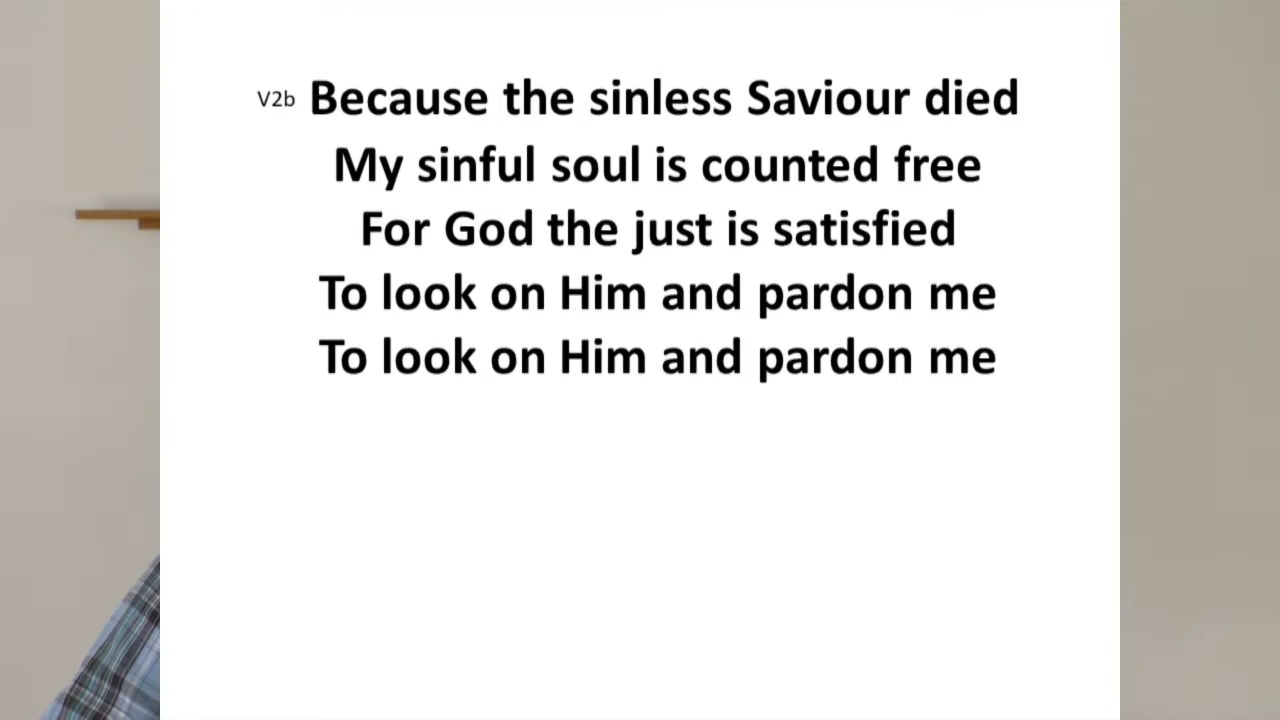 V2b Because the sinless Saviour died
My sinful soul is counted free
For God the just is satisfied
To look on Him and pardon me
To look on Him and pardon me